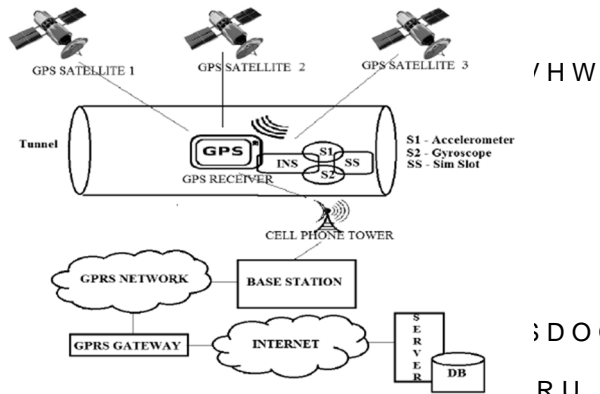 GPS SATELLITE 1
GPS SATELLITE 2
GPS SATELLITE 3
V H W
Tunnel
GPS
INS
S1
S2
SS
S1 - Accelerometer
S2 - Gyroscope
SS - Sim Slot
GPS RECEIVER
CELL PHONE TOWER
GPRS NETWORK
BASE STATION
GPRS GATEWAY
INTERNET
SERVER
DB
S D O
R U